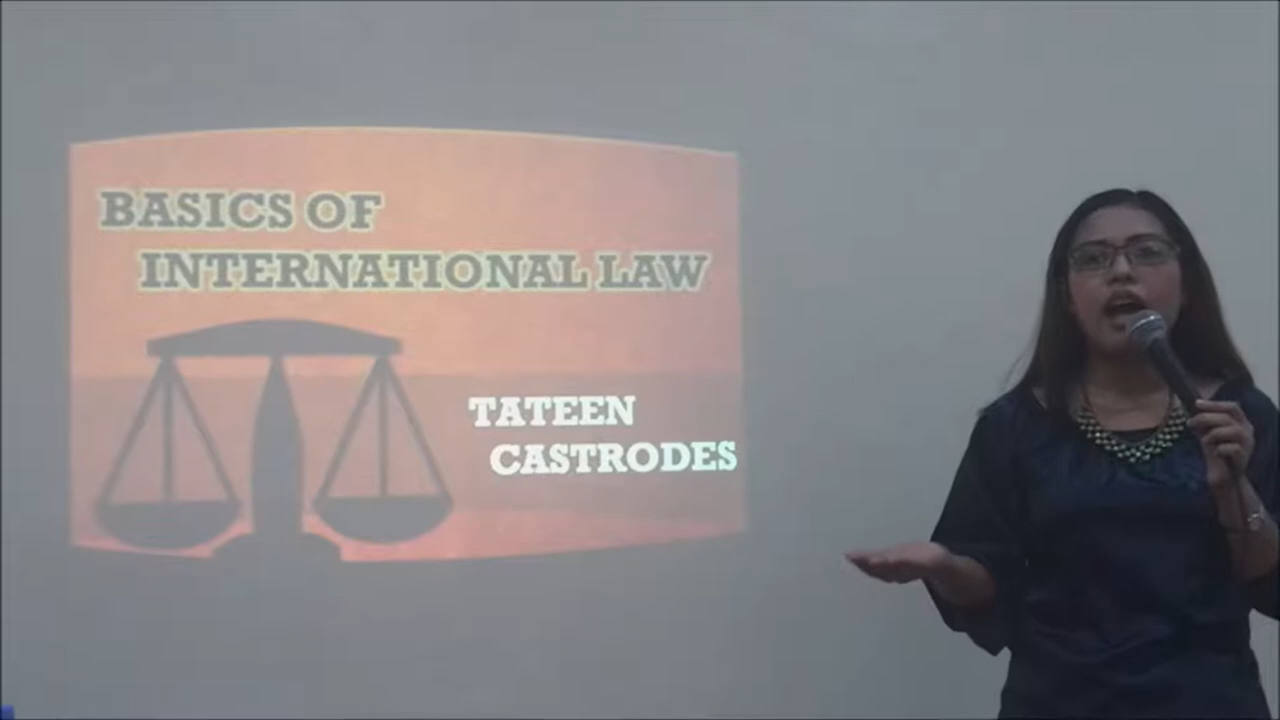 BASICS OF
INTERNATIONAL LAW
TATEEN
CASTRODES